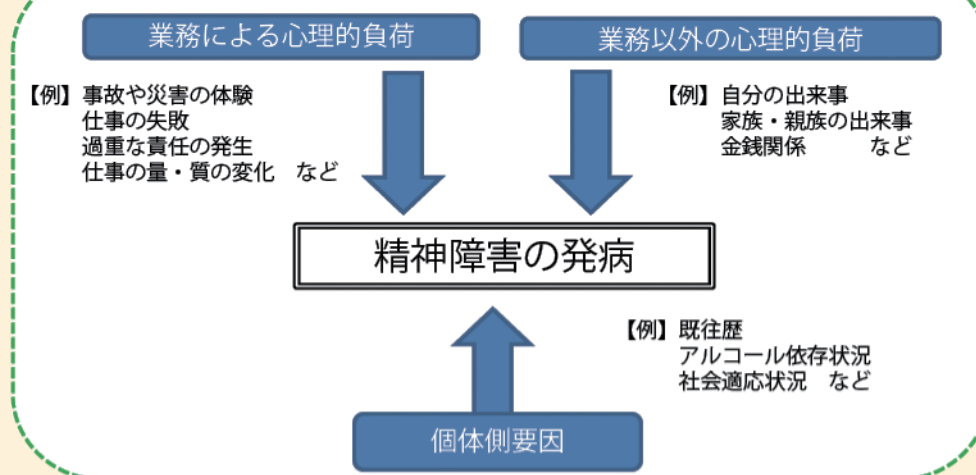 業務による心理的負荷
業務以外の心理的負荷
【例】事故や災害の体験
仕事の失敗
過重な責任の発生
仕事の量・質の変化　など
【例】自分の出来事
家族・親族の出来事
金銭関係　　　など
精神障害の発病
【例】既往歴
アルコール依存状況
社会適応状況　など
個体側要因